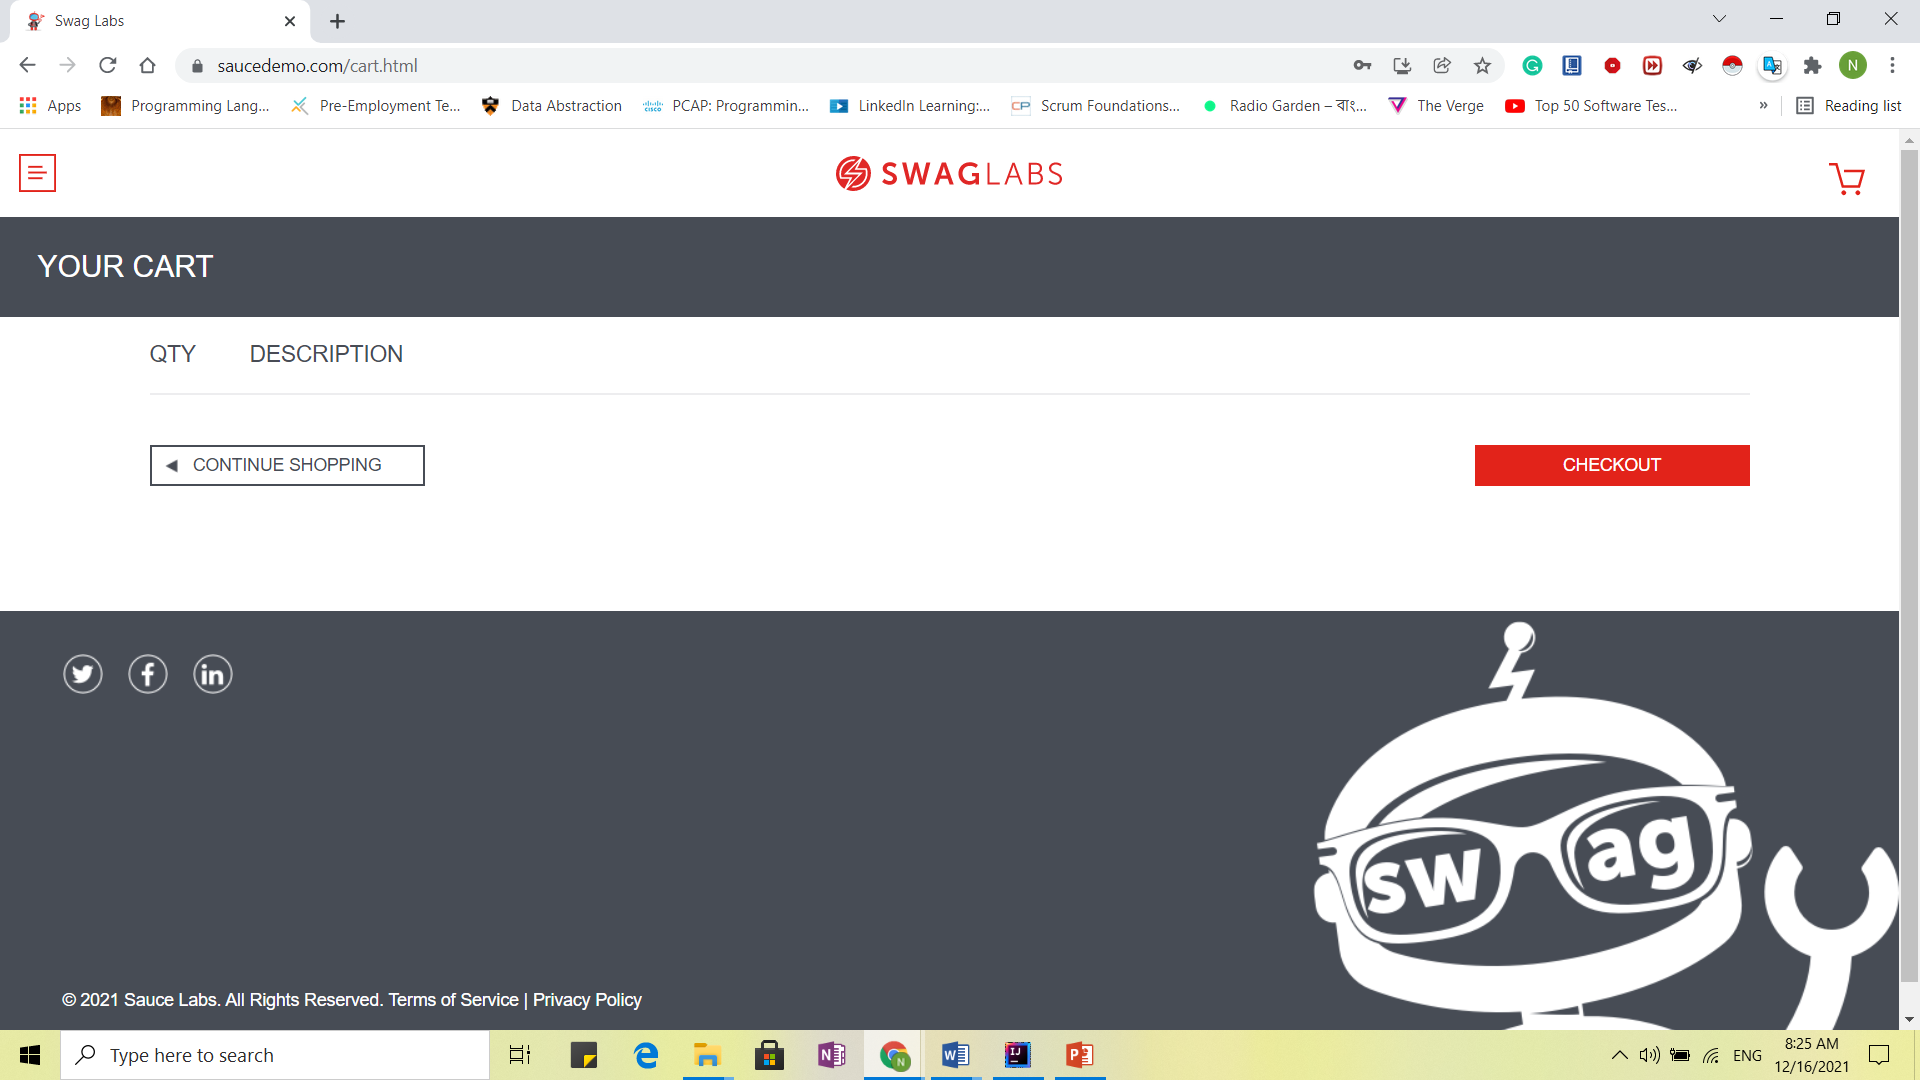 Swag Labs
saucedemo.com/cart.html
N
Apps
Programming Lang...
Pre-Employment Te...
Data Abstraction
PCAP: Programmin...
LinkedIn Learning:...
CP
Scrum Foundations...
Radio Garden – বাং...
The Verge
Top 50 Software Tes...
»
Reading list
SWAGLABS
YOUR CART
QTY DESCRIPTION
CONTINUE SHOPPING
CHECKOUT
swag
© 2021 Sauce Labs. All Rights Reserved. Terms of Service | Privacy Policy
Type here to search
ENG
8:25 AM
12/16/2021